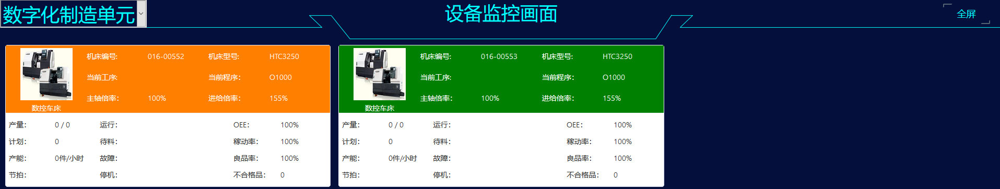 数字化制造单元
设备监控画面
全屏
机床编号: 016-00552 机床型号: HTC3250
当前工序: 当前程序: O1000
主轴倍率: 100% 进给倍率: 155%
数控车床
产量: 0 / 0 运行: OEE: 100%
计划: 0 待料: 稼动率: 100%
产能: 0件/小时 故障: 良品率: 100%
节拍: 停机: 不合格品: 0
机床编号: 016-00553 机床型号: HTC3250
当前工序: 当前程序: O1000
主轴倍率: 100% 进给倍率: 155%
数控车床
产量: 0 / 0 运行: OEE: 100%
计划: 0 待料: 稼动率: 100%
产能: 0件/小时 故障: 良品率: 100%
节拍: 停机: 不合格品: 0